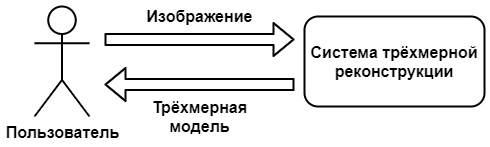 Изображение
Система трёхмерной
реконструкции
Трёхмерная
модель
Пользователь